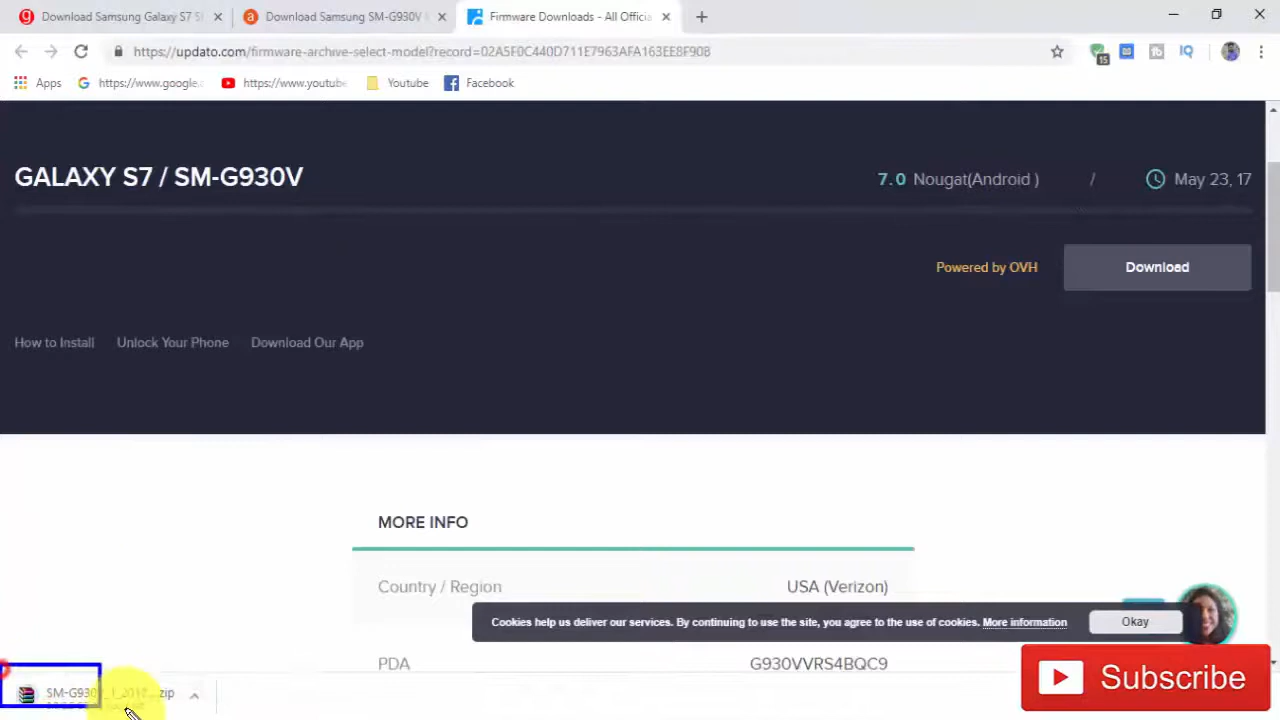 Download Samsung Galaxy S7 S
Download Samsung SM-G930V
Firmware Downloads - All Officia
https://updato.com/firmware-archive-select-model?record=02A5F0C440D711E7963AFA163EE8F908
15
Apps
https://www.google.
https://www.youtube
Youtube
Facebook
GALAXY S7 / SM-G930V
7.0 Nougat(Android ) / May 23, 17
Powered by OVH
Download
How to Install
Unlock Your Phone
Download Our App
MORE INFO
Country / Region
USA (Verizon)
Cookies help us deliver our services. By continuing to use the site, you agree to the use of cookies. More information
Okay
PDA
G930VVRS4BQC9
SM-G930V_1_201 .zip
Subscribe